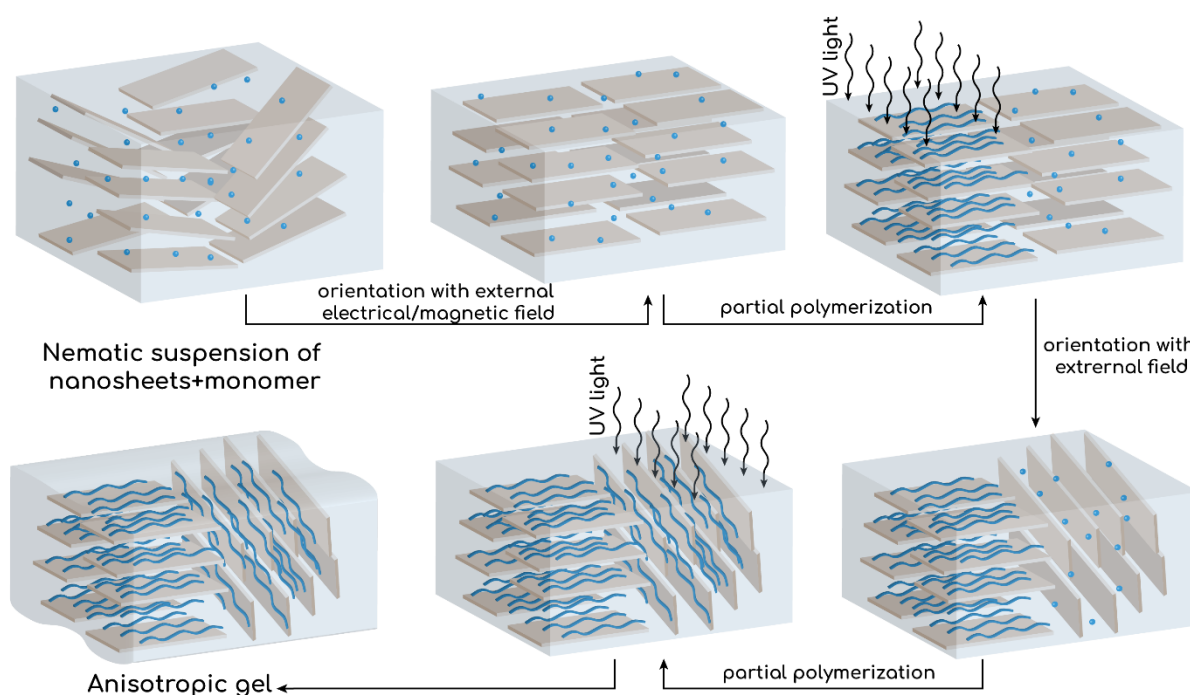 UV light
orientation with external
electrical/magnetic field
partial polymerization
Nematic suspension of
nanosheets+monomer
orientation with
extrernal field
UV light
partial polymerization
Anisotropic gel